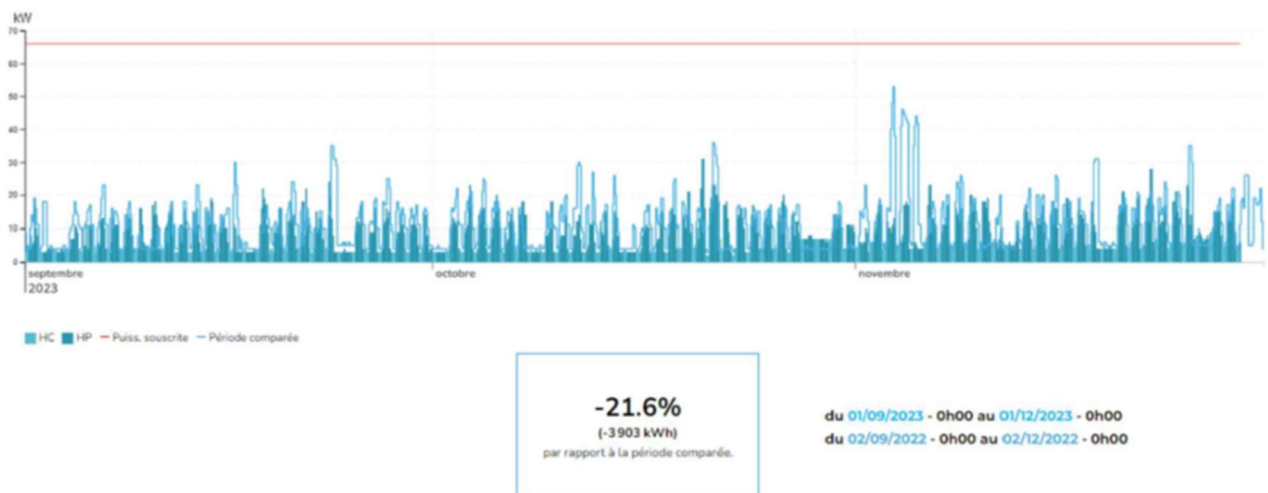 kW
70
60
50
40
30
20
10
0
septembre octobre novembre
2023
HC HP Puiss. souscrite Période comparée
-21.6%
(-3903 kWh)
par rapport à la période comparée.
du 01/09/2023 - 0h00 au 01/12/2023 - 0h00
du 02/09/2022 - 0h00 au 02/12/2022 - 0h00